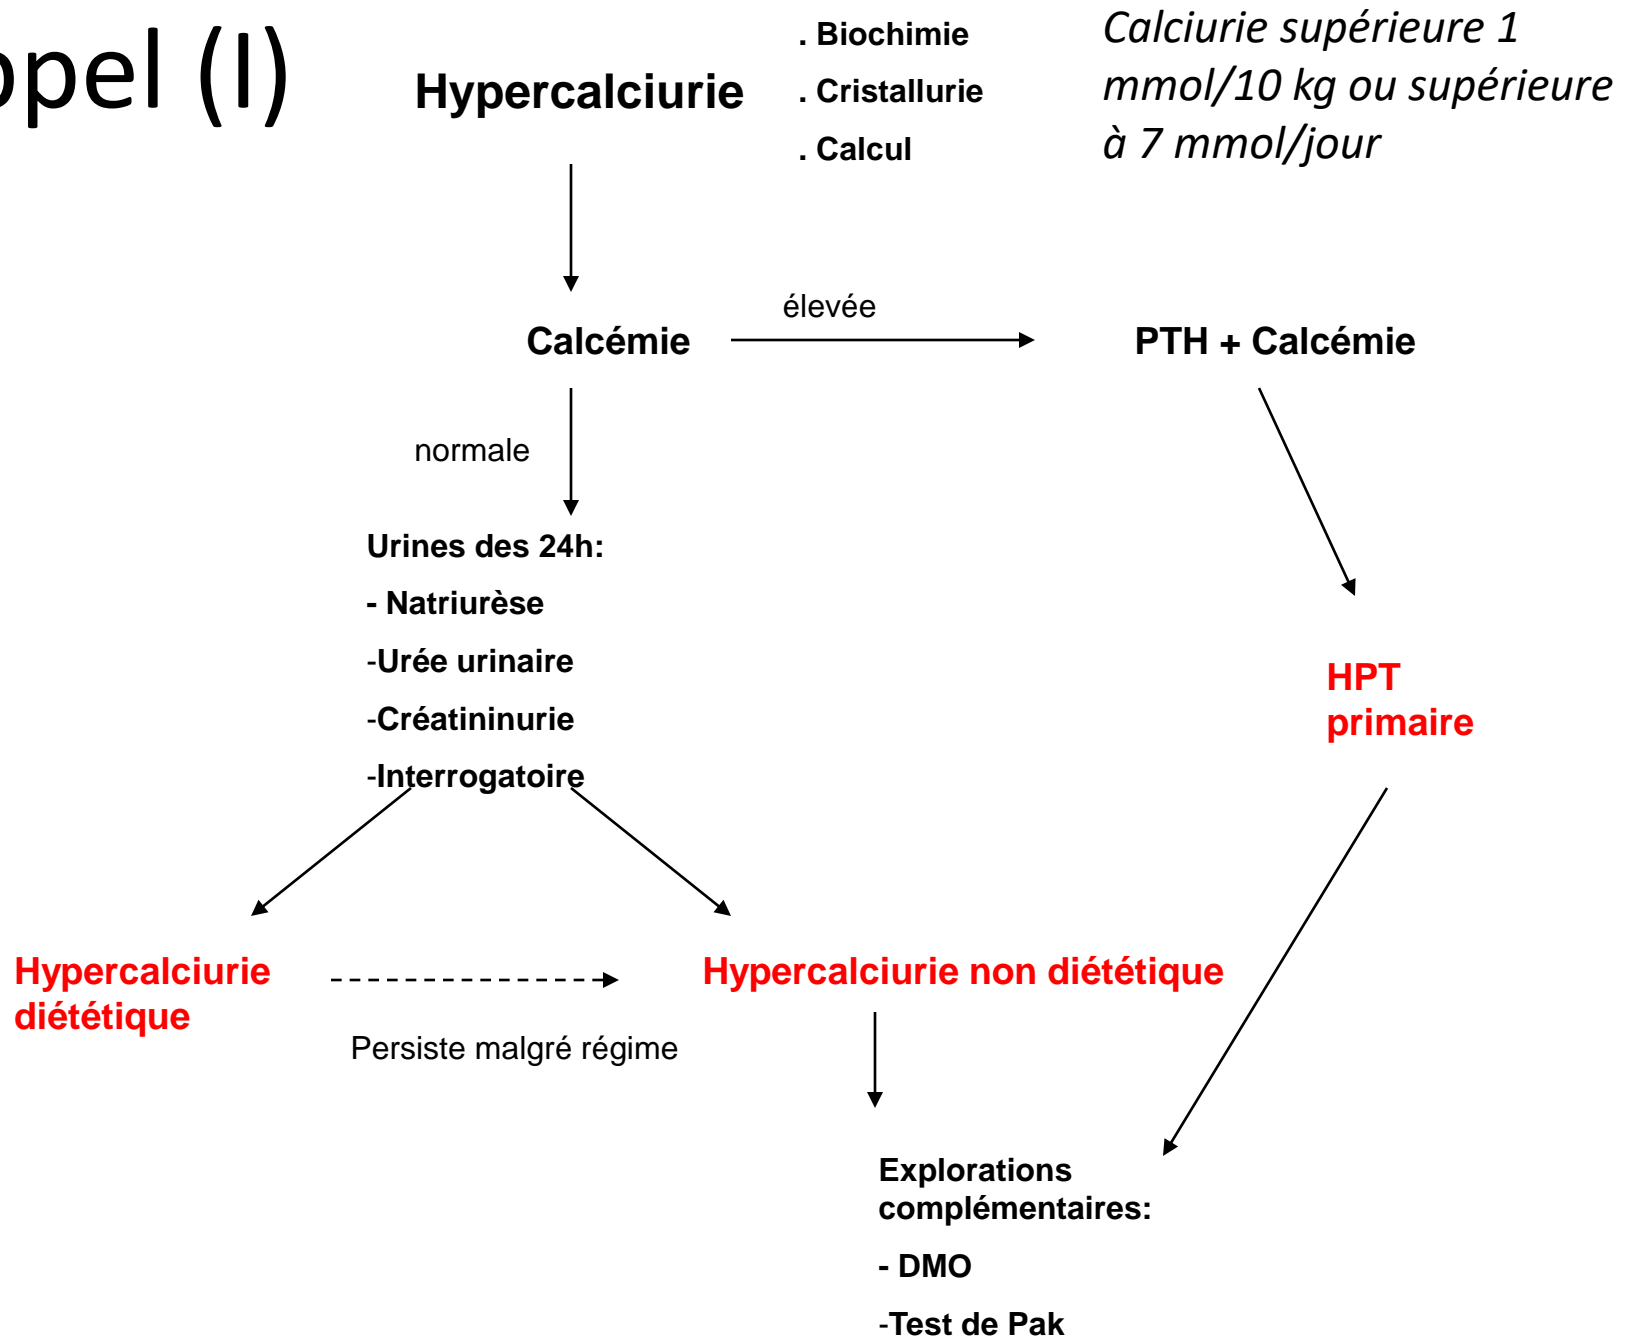 ppel (I)
Hypercalciurie
. Biochimie
. Cristallurie
. Calcul
Calciurie supérieure 1
mmol/10 kg ou supérieure
à 7 mmol/jour
élevée
Calcémie
PTH + Calcémie
normale
Urines des 24h:
- Natriurèse
-Urée urinaire
-Créatininurie
-Interrogatoire
HPT
primaire
Hypercalciurie
diététique
Hypercalciurie non diététique
Persiste malgré régime
Explorations
complémentaires:
- DMO
-Test de Pak